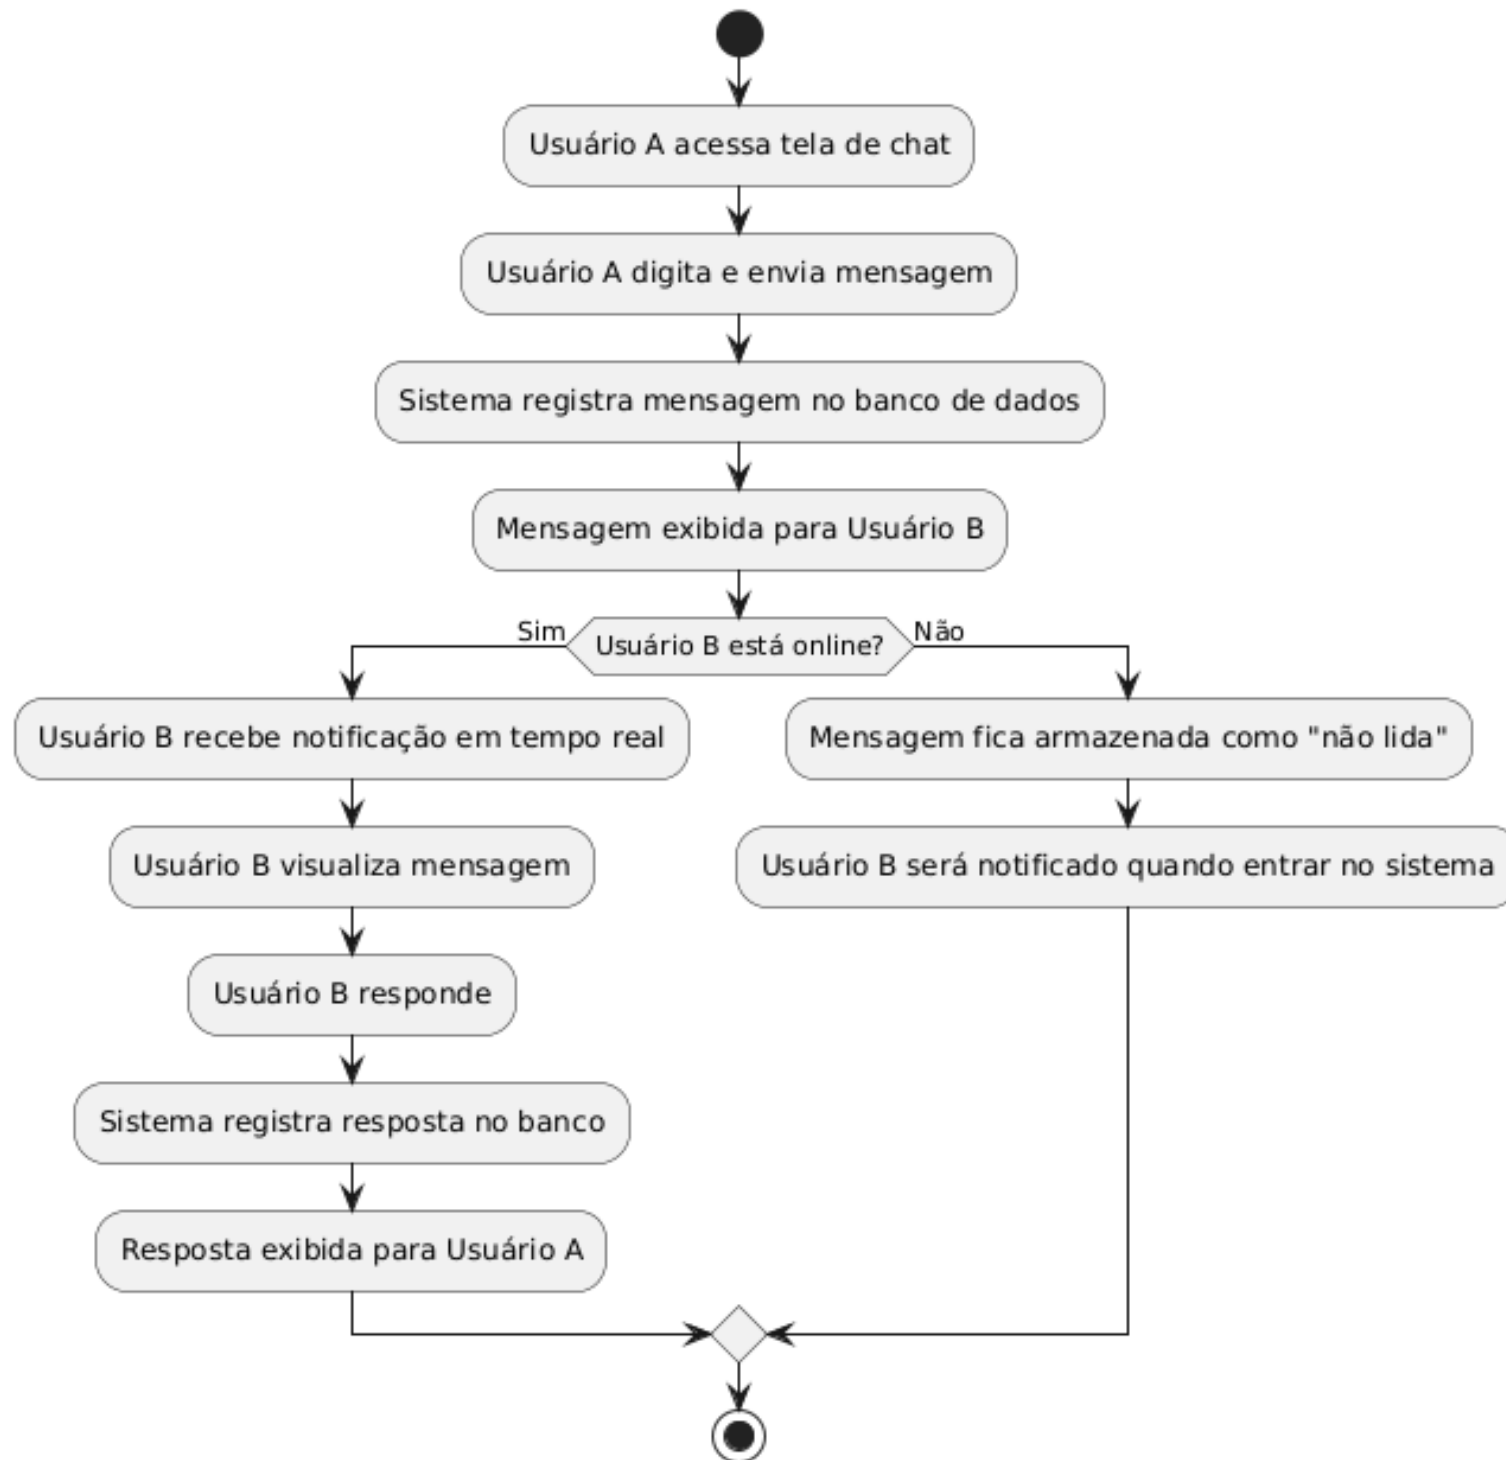 Usuário A acessa tela de chat
Usuário A digita e envia mensagem
Sistema registra mensagem no banco de dados
Mensagem exibida para Usuário B
Usuário B está online?
Sim
Usuário B recebe notificação em tempo real
Usuário B visualiza mensagem
Usuário B responde
Sistema registra resposta no banco
Resposta exibida para Usuário A
Não
Mensagem fica armazenada como "não lida"
Usuário B será notificado quando entrar no sistema